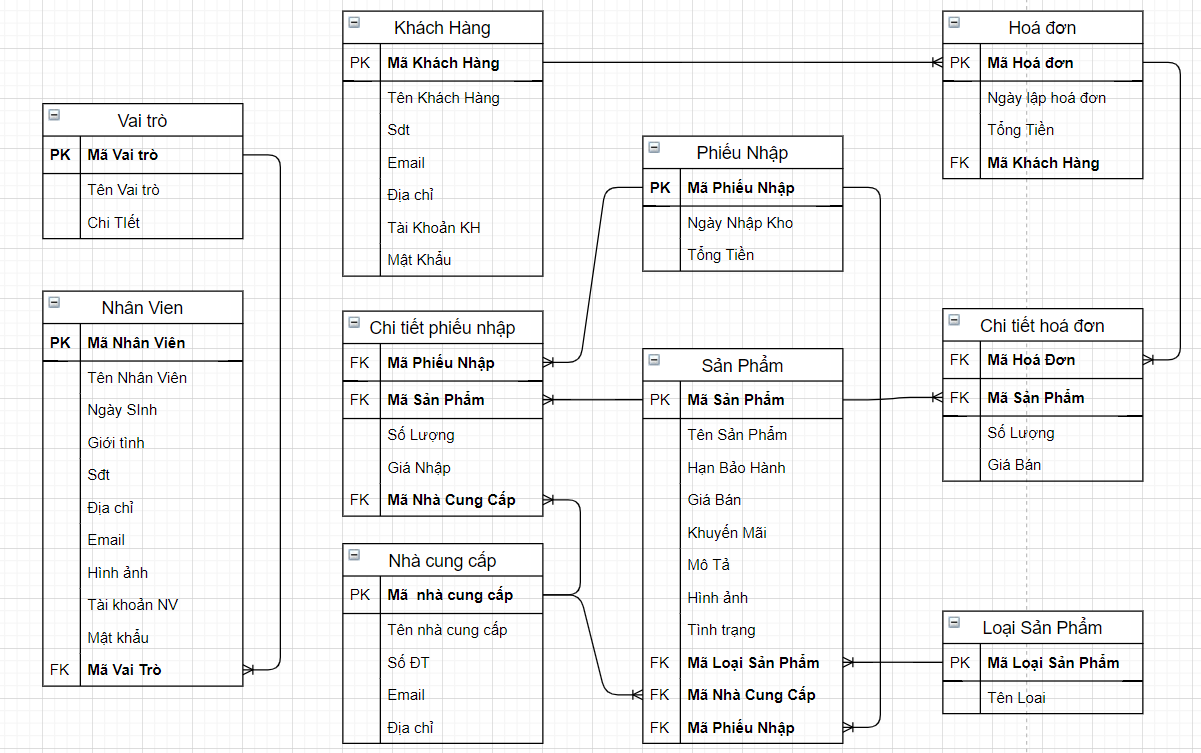 Khách Hàng
PK Mã Khách Hàng
Tên Khách Hàng
Sdt
Email
Địa chỉ
Tài Khoản KH
Mật Khẩu
Hoá đơn
PK Mã Hoá đơn
Ngày lập hoá đơn
Tổng Tiền
FK Mã Khách Hàng
Vai trò
PK Mã Vai trò
Tên Vai trò
Chi TIết
Phiếu Nhập
PK Mã Phiếu Nhập
Ngày Nhập Kho
Tổng Tiền
Nhân Vien
PK Mã Nhân Viên
Tên Nhân Viên
Ngày SInh
Giới tình
Sđt
Địa chỉ
Email
Hình ảnh
Tài khoản NV
Mật khẩu
FK Mã Vai Trò
Chi tiết phiếu nhập
FK Mã Phiếu Nhập
FK Mã Sản Phẩm
Số Lượng
Giá Nhập
FK Mã Nhà Cung Cấp
Sản Phẩm
PK Mã Sản Phẩm
Tên Sản Phẩm
Hạn Bảo Hành
Giá Bán
Khuyến Mãi
Mô Tả
Hình ảnh
Tình trạng
FK Mã Loại Sản Phẩm
FK Mã Nhà Cung Cấp
FK Mã Phiếu Nhập
Chi tiết hoá đơn
FK Mã Hoá Đơn
FK Mã Sản Phẩm
Số Lượng
Giá Bán
Nhà cung cấp
PK Mã nhà cung cấp
Tên nhà cung cấp
Số ĐT
Email
Địa chỉ
Loại Sản Phẩm
PK Mã Loại Sản Phẩm
Tên Loai